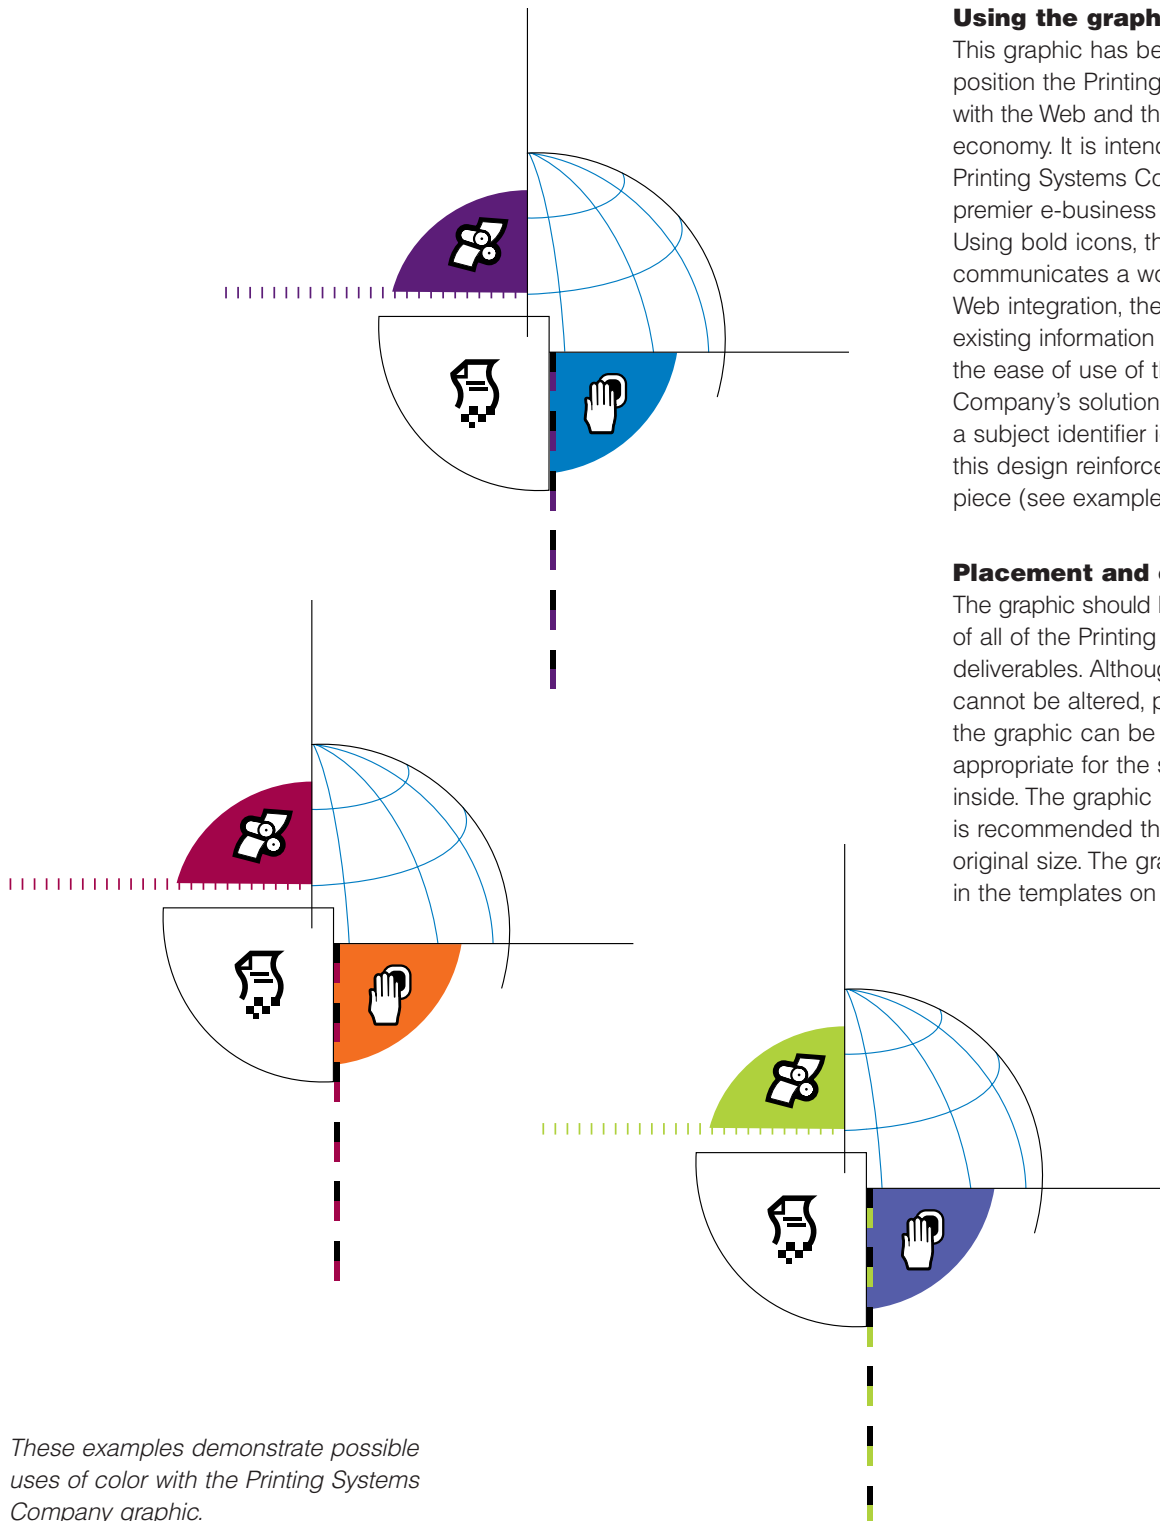 Using the graph
This graphic has be
position the Printing
with the Web and th
economy. It is intend
Printing Systems Co
premier e-business
Using bold icons, th
communicates a wo
Web integration, the
existing information
the ease of use of th
Company's solution
a subject identifier i
this design reinforce
piece (see example
Placement and
The graphic should
of all of the Printing
deliverables. Althoug
cannot be altered, p
the graphic can be
appropriate for the s
inside. The graphic
is recommended th
original size. The gra
in the templates on
These examples demonstrate possible
uses of color with the Printing Systems
Company graphic.